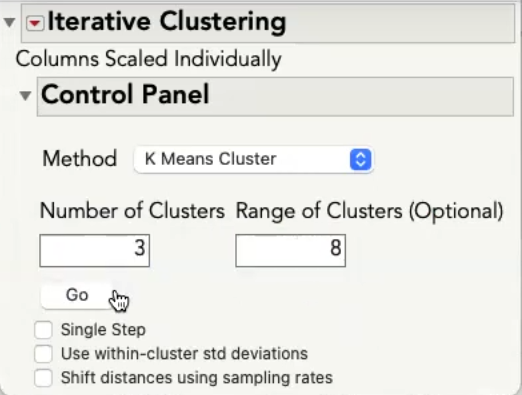 Iterative Clustering
Columns Scaled Individually
Control Panel
Method K Means Cluster
Number of Clusters Range of Clusters (Optional)
3 8
Go
Single Step
Use within-cluster std deviations
Shift distances using sampling rates